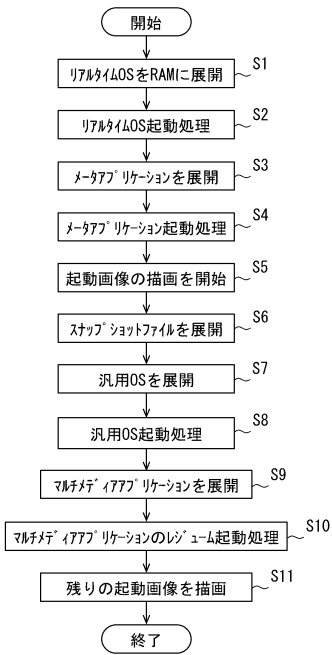 開始
リアルタイムOSをRAMに展開
S1
リアルタイムOS起動処理
S2
メータアプリケーションを展開
S3
メータアプリケーション起動処理
S4
起動画像の描画を開始
S5
スナップショットファイルを展開
S6
汎用OSを展開
S7
汎用OS起動処理
S8
マルチメディアアプリケーションを展開
S9
マルチメディアアプリケーションのレジューム起動処理
S10
残りの起動画像を描画
S11
終了